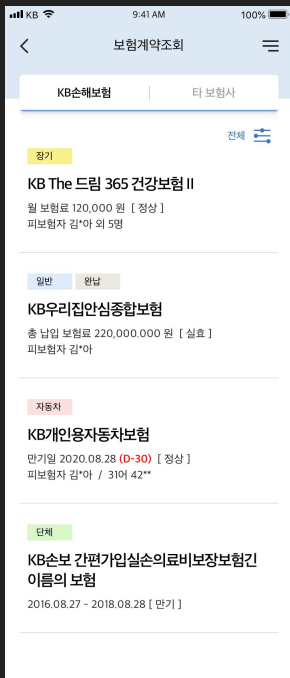 KB 9:41 AM 100%
보험계약조회
KB손해보험 타 보험사
전체
장기
KB The 드림 365 건강보험 II
월 보험료 120,000 원 [ 정상 ]
피보험자 김*아 외 5명
일반 완납
KB우리집안심종합보험
총 납입 보험료 220,000.000 원 [ 실효 ]
피보험자 김*아
자동차
KB개인용자동차보험
만기일 2020.08.28 (D-30) [ 정상 ]
피보험자 김*아 / 31어 42**
단체
KB손보 간편가입실손의료비보장보험긴
이름의 보험
2016.08.27 - 2018.08.28 [ 만기 ]